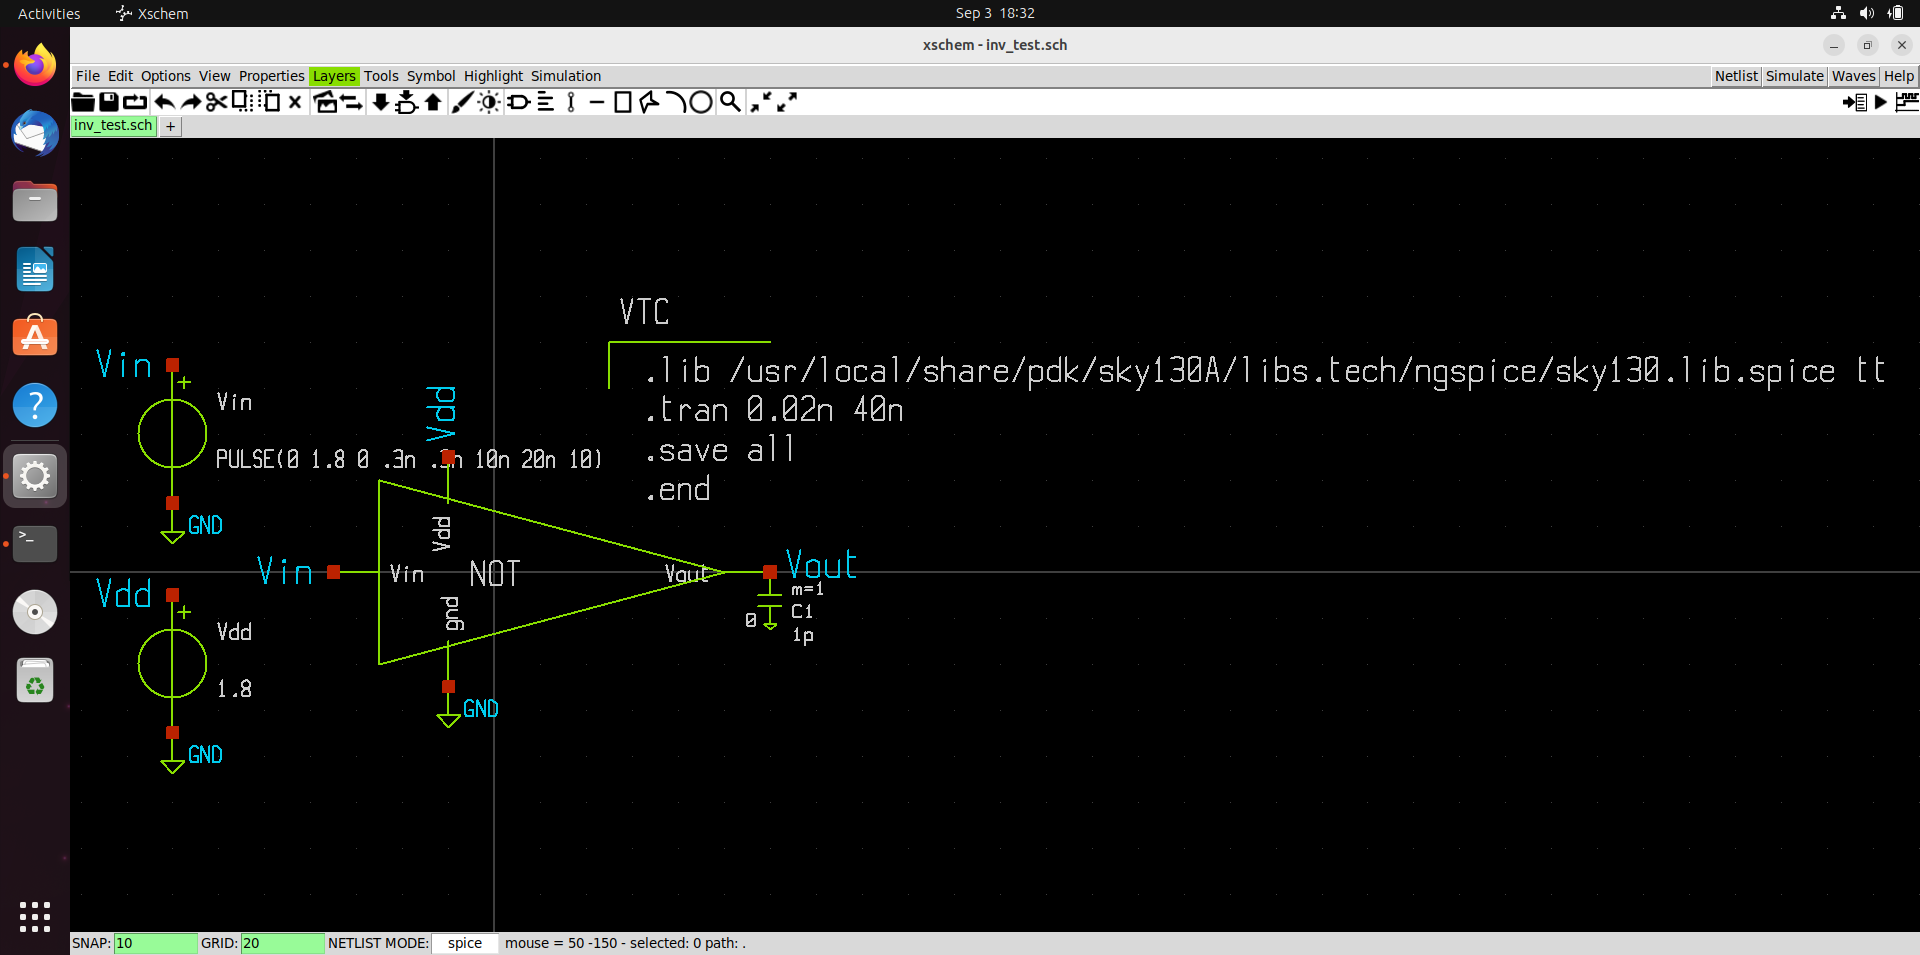 Activities
Xschem
Sep 3 18:32
xschem - inv_test.sch
File Edit Options View Properties Layers Tools Symbol Highlight Simulation
Netlist Simulate Waves Help
inv_test.sch
+
VTC
.lib /usr/local/share/pdk/sky130A/libs.tech/ngspice/sky130.lib.spice tt
.tran 0.02n 40n
.save all
.end
Vin
+
Vin
PULSE(0 1.8 0 .3n .3n 10n 20n 10)
GND
Vdd
Vdd
Vin
Vin
NOT
Vout
Vout
gnd
GND
m=1
C1
1p
0
Vdd
+
Vdd
1.8
GND
SNAP: 10 GRID: 20 NETLIST MODE: spice mouse = 50 -150 - selected: 0 path: .